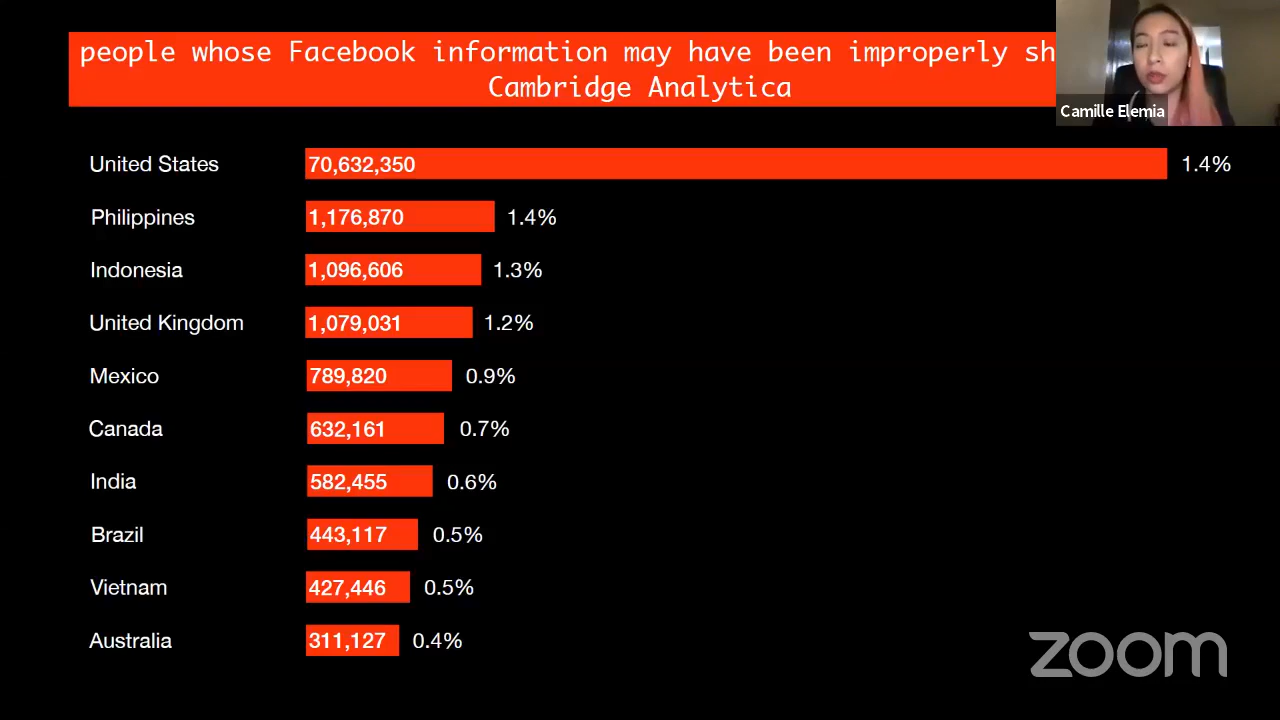 people whose Facebook information may have been improperly sh
Cambridge Analytica
Camille Elemia
United States 70,632,350 1.4%
Philippines 1,176,870 1.4%
Indonesia 1,096,606 1.3%
United Kingdom 1,079,031 1.2%
Mexico 789,820 0.9%
Canada 632,161 0.7%
India 582,455 0.6%
Brazil 443,117 0.5%
Vietnam 427,446 0.5%
Australia 311,127 0.4%
zoom